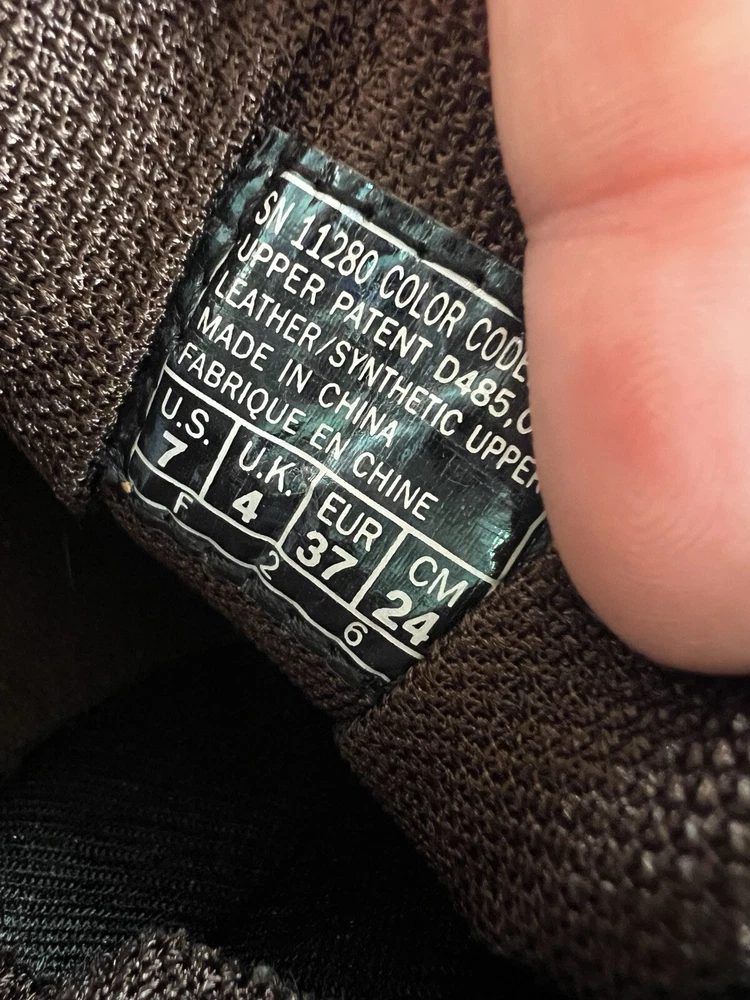 SN 11280 COLOR CODE
UPPER PATENT D485,0
LEATHER/SYNTHETIC UPPER
MADE IN CHINA
FABRIQUE EN CHINE
U.S. U.K. EUR CM
7 4 37 24
F 2 6